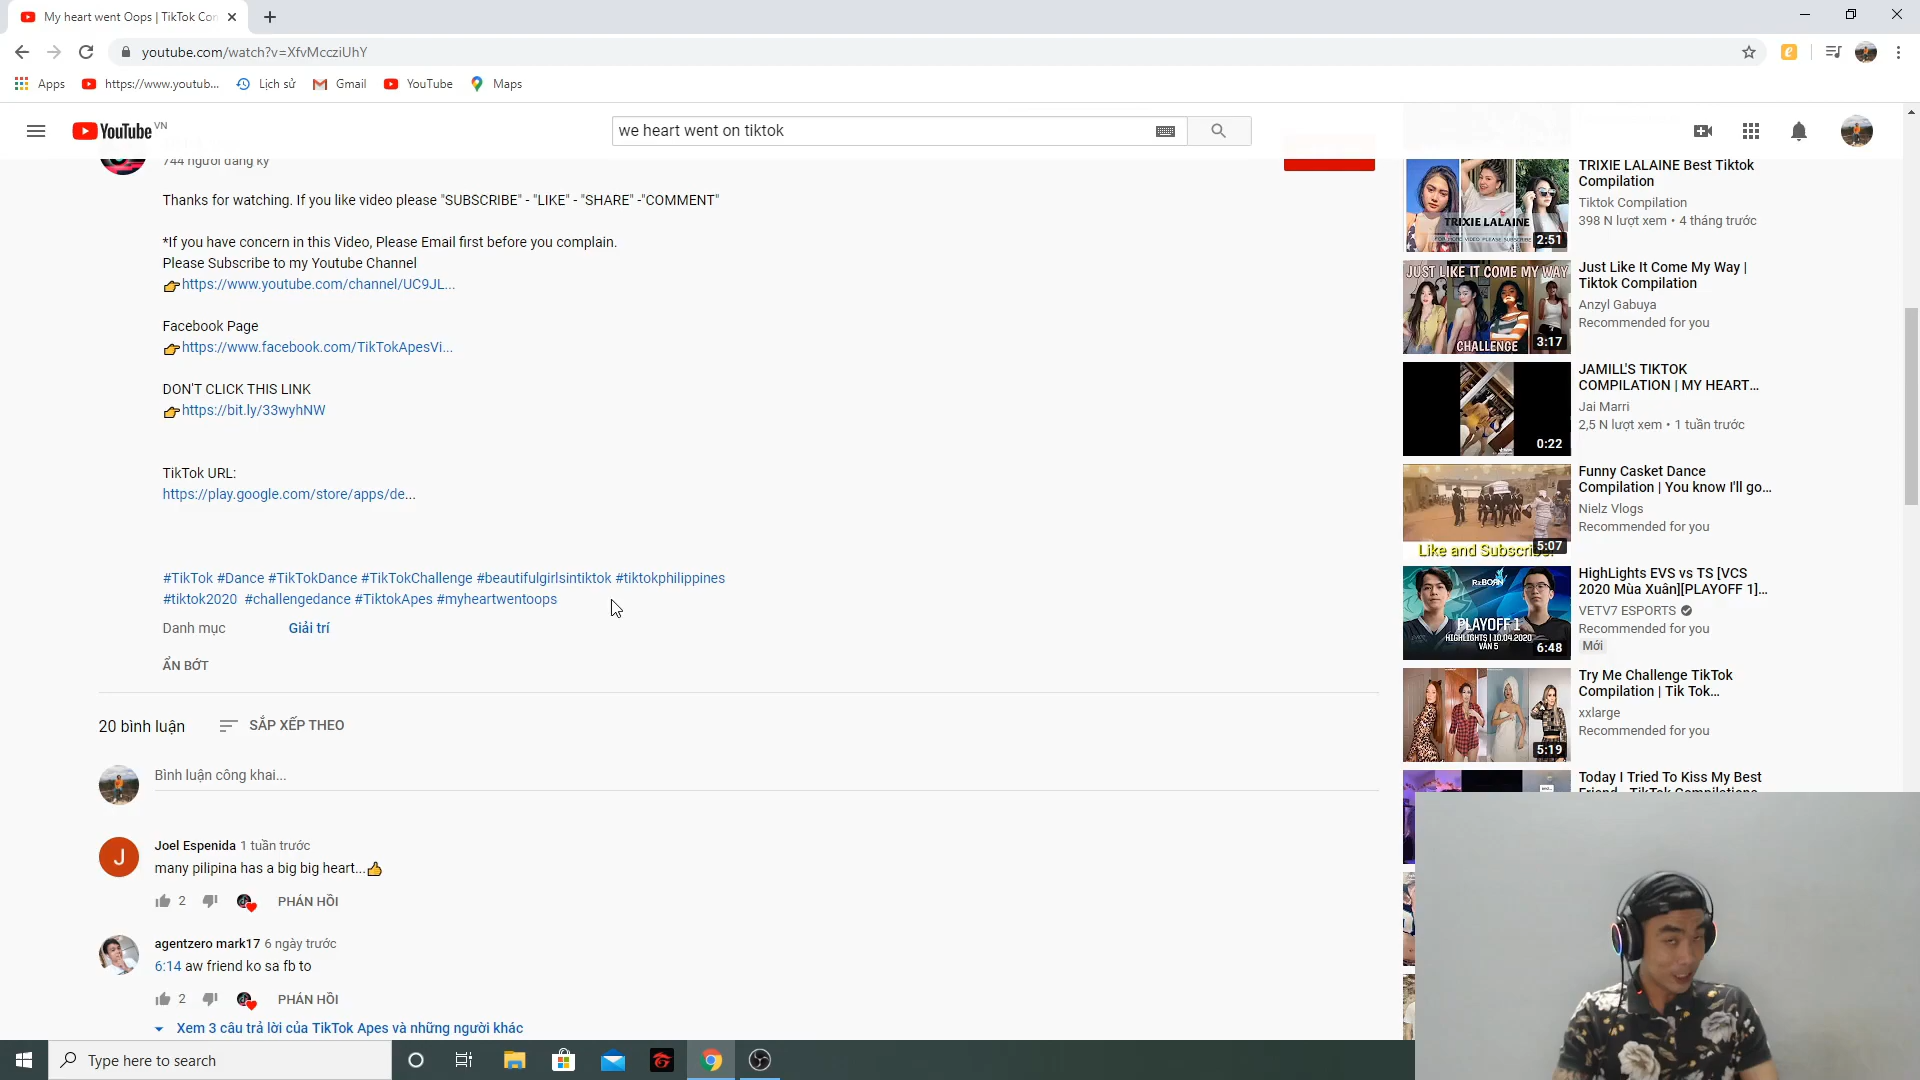 My heart went Oops | TikTok Con
youtube.com/watch?v=XfvMccziUhY
Apps
https://www.youtub...
Lịch sử
Gmail
YouTube
Maps
YouTube VN
we heart went on tiktok
744 người đăng ký
Thanks for watching. If you like video please "SUBSCRIBE" - "LIKE" - "SHARE" -"COMMENT"
*If you have concern in this Video, Please Email first before you complain.
Please Subscribe to my Youtube Channel
👉https://www.youtube.com/channel/UC9JL...
Facebook Page
👉https://www.facebook.com/TikTokApesVi...
DON'T CLICK THIS LINK
👉https://bit.ly/33wyhNW
TikTok URL:
https://play.google.com/store/apps/de...
#TikTok #Dance #TikTokDance #TikTokChallenge #beautifulgirlsintiktok #tiktokphilippines
#tiktok2020 #challengedance #TiktokApes #myheartwentoops
Danh mục
Giải trí
ẨN BỚT
20 bình luận
SẮP XẾP THEO
Bình luận công khai...
J
Joel Espenida 1 tuần trước
many pilipina has a big big heart...👍
2
PHẢN HỒI
agentzero mark17 6 ngày trước
6:14 aw friend ko sa fb to
2
PHẢN HỒI
Xem 3 câu trả lời của TikTok Apes và những người khác
TRIXIE LALAINE
2:51
TRIXIE LALAINE Best Tiktok
Compilation
Tiktok Compilation
398 N lượt xem • 4 tháng trước
JUST LIKE IT COME MY WAY
CHALLENGE
3:17
Just Like It Come My Way |
Tiktok Compilation
Anzyl Gabuya
Recommended for you
0:22
JAMILL'S TIKTOK
COMPILATION | MY HEART...
Jai Marri
2,5 N lượt xem • 1 tuần trước
Like and Subscribe
5:07
Funny Casket Dance
Compilation | You know I'll go...
Nielz Vlogs
Recommended for you
REBORN
PLAYOFF 1
HIGHLIGHTS | 10.04.2020
VÁN 5
6:48
HighLights EVS vs TS [VCS
2020 Mùa Xuân][PLAYOFF 1]...
VETV7 ESPORTS
Recommended for you
Mới
5:19
Try Me Challenge TikTok
Compilation | Tik Tok...
xxlarge
Recommended for you
Today I Tried To Kiss My Best
Friend - TikTok Compilations
Type here to search